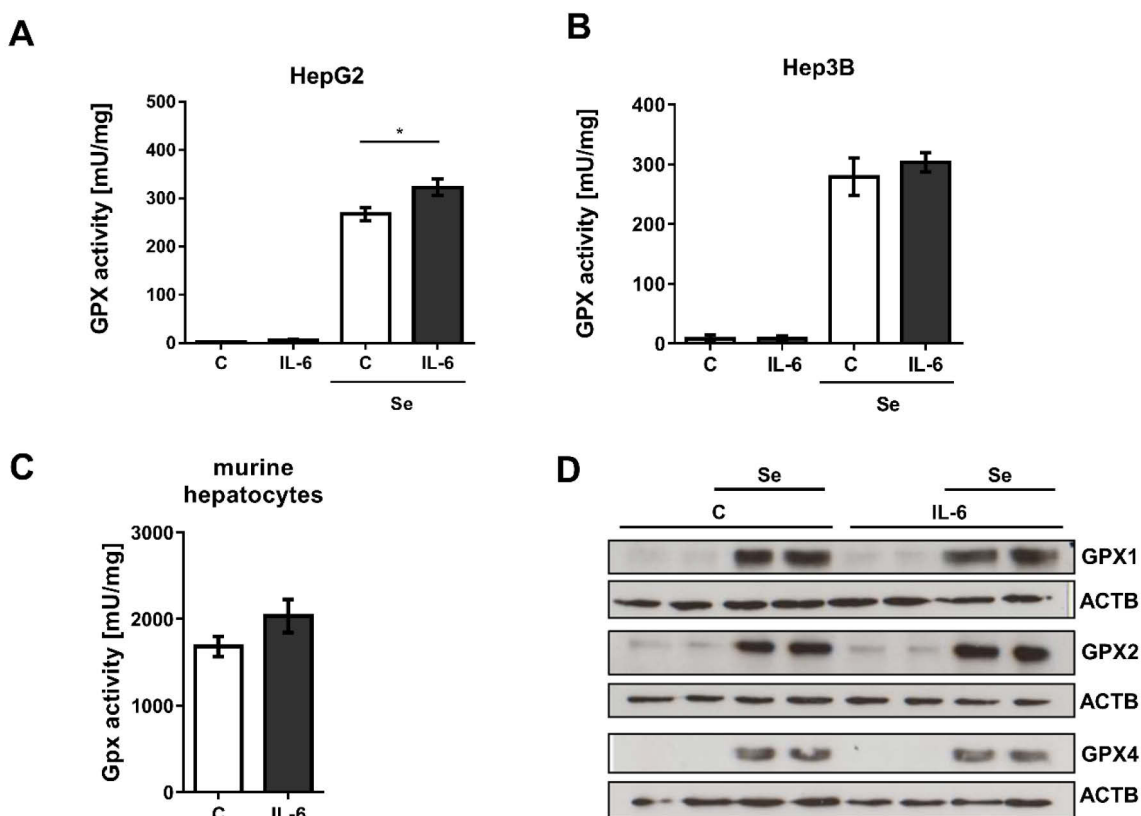 A
HepG2
GPX activity [mU/mg]
500
400
300
200
100
0
*
C
IL-6
C
IL-6
Se
B
Hep3B
GPX activity [mU/mg]
400
300
200
100
0
C
IL-6
C
IL-6
Se
C
murine
hepatocytes
Gpx activity [mU/mg]
3000
2000
1000
0
C
IL-6
D
Se
Se
C
IL-6
GPX1
ACTB
GPX2
ACTB
GPX4
ACTB